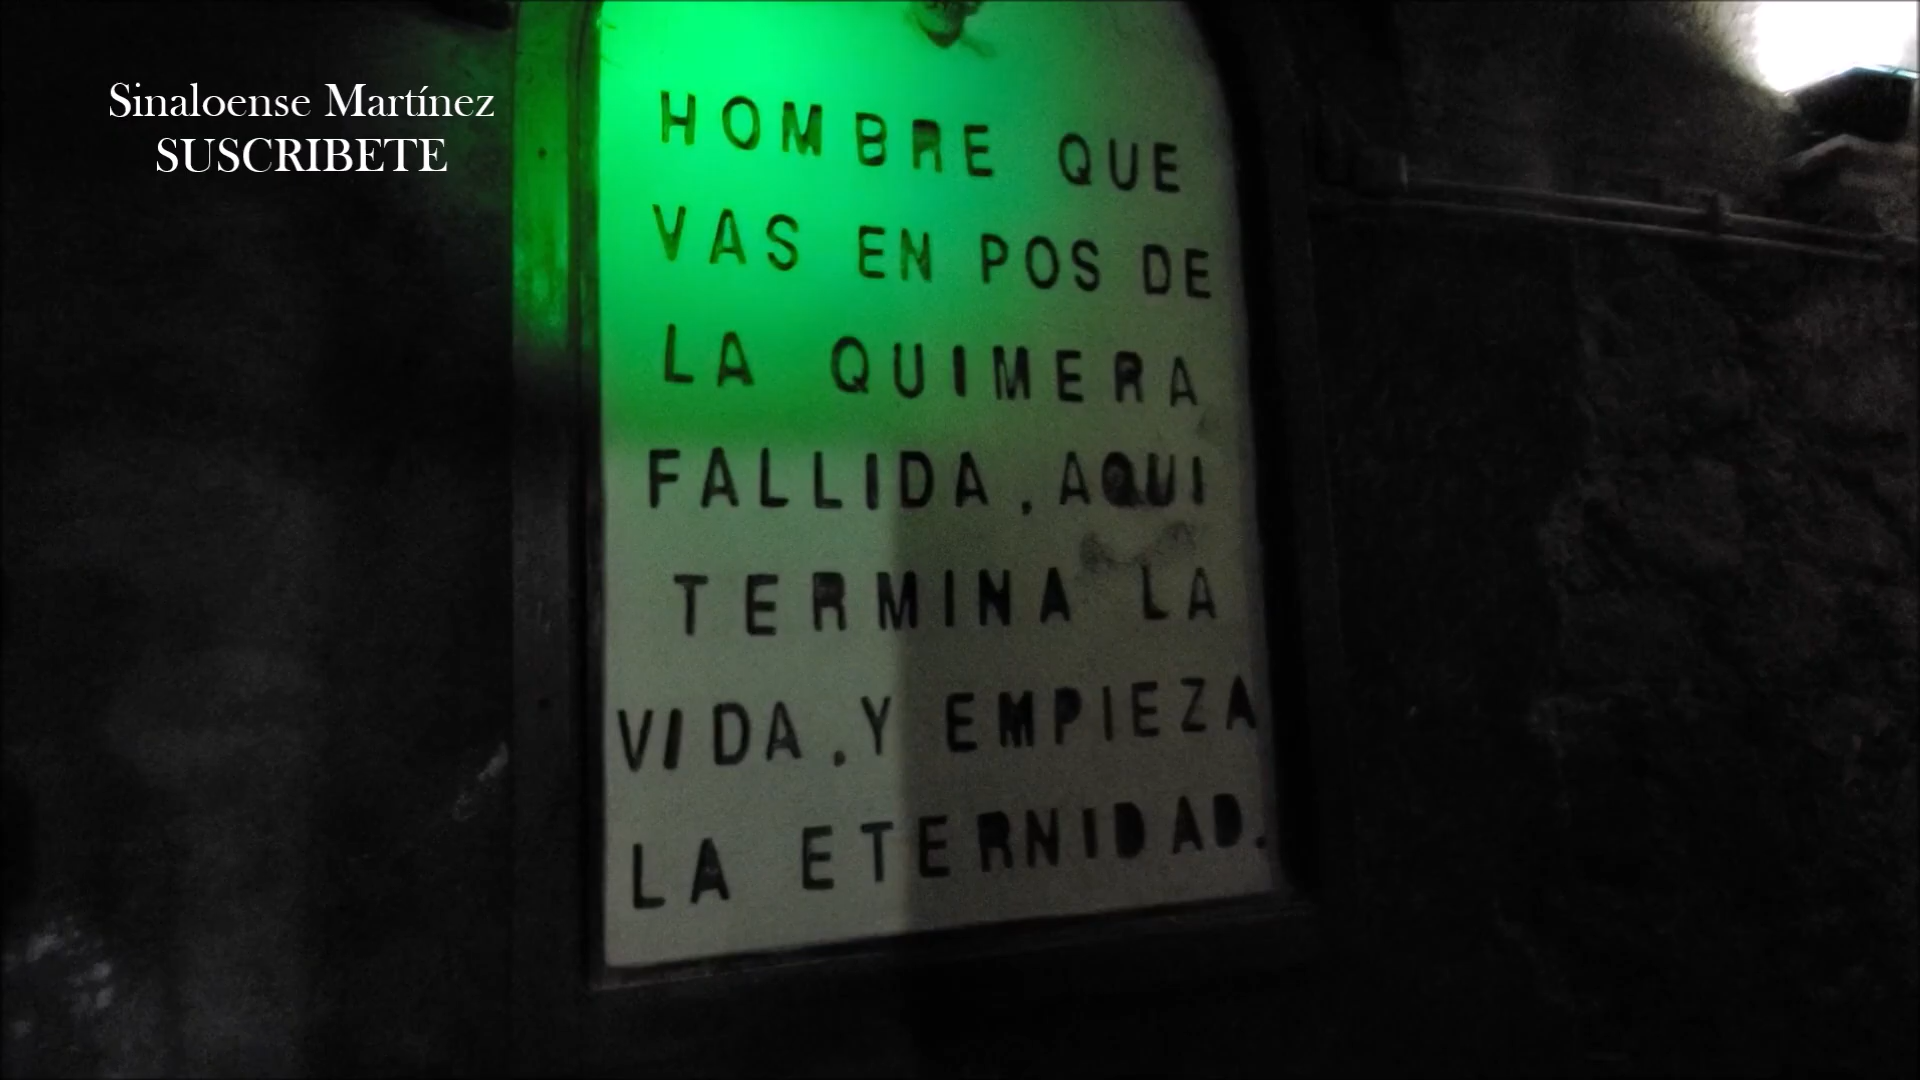 Sinaloense Martínez
SUSCRIBETE
HOMBRE QUE
VAS EN POS DE
LA QUIMERA
FALLIDA, AQUI
TERMINA LA
VIDA, Y EMPIEZA
LA ETERNIDAD.